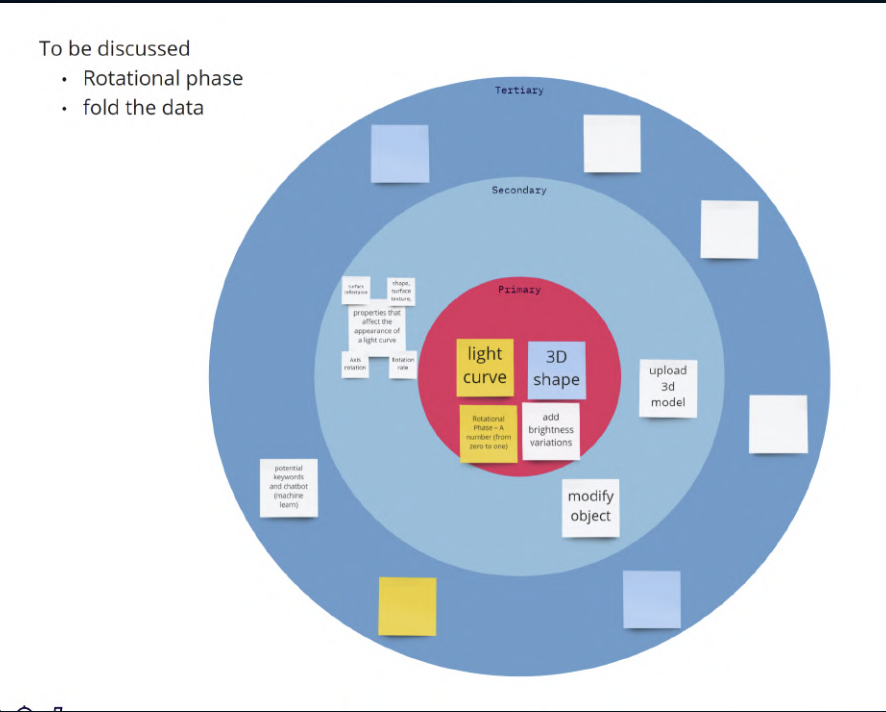 To be discussed
• Rotational phase
• fold the data
Tertiary
Secondary
Primary
surface
reflectance
shape,
surface
texture,
properties that
affect the
appearance of
a light curve
Axis
rotation
Rotation
rate
light
curve
3D
shape
Rotational
Phase – A
number (from
zero to one)
add
brightness
variations
upload
3d
model
modify
object
potential
keywords
and chatbot
(machine
learn)